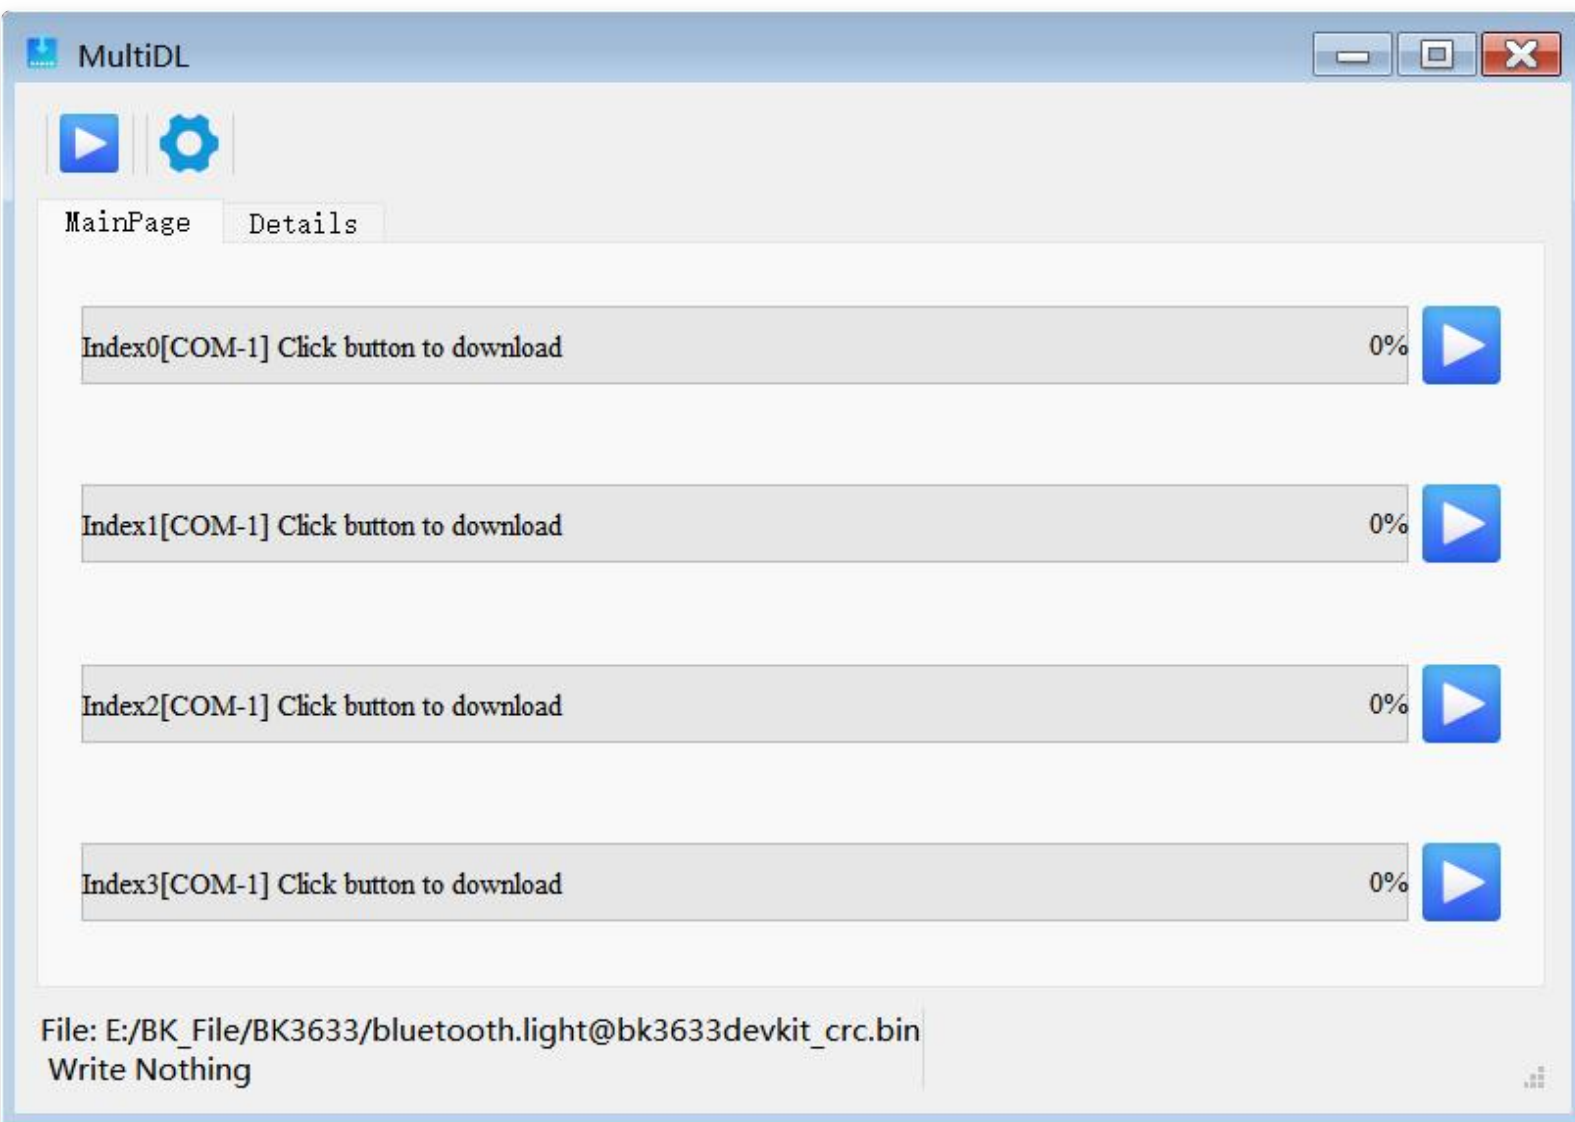 MultiDL
MainPage Details
Index0[COM-1] Click button to download 0%
Index1[COM-1] Click button to download 0%
Index2[COM-1] Click button to download 0%
Index3[COM-1] Click button to download 0%
File: E:/BK_File/BK3633/bluetooth.light@bk3633devkit_crc.bin
Write Nothing